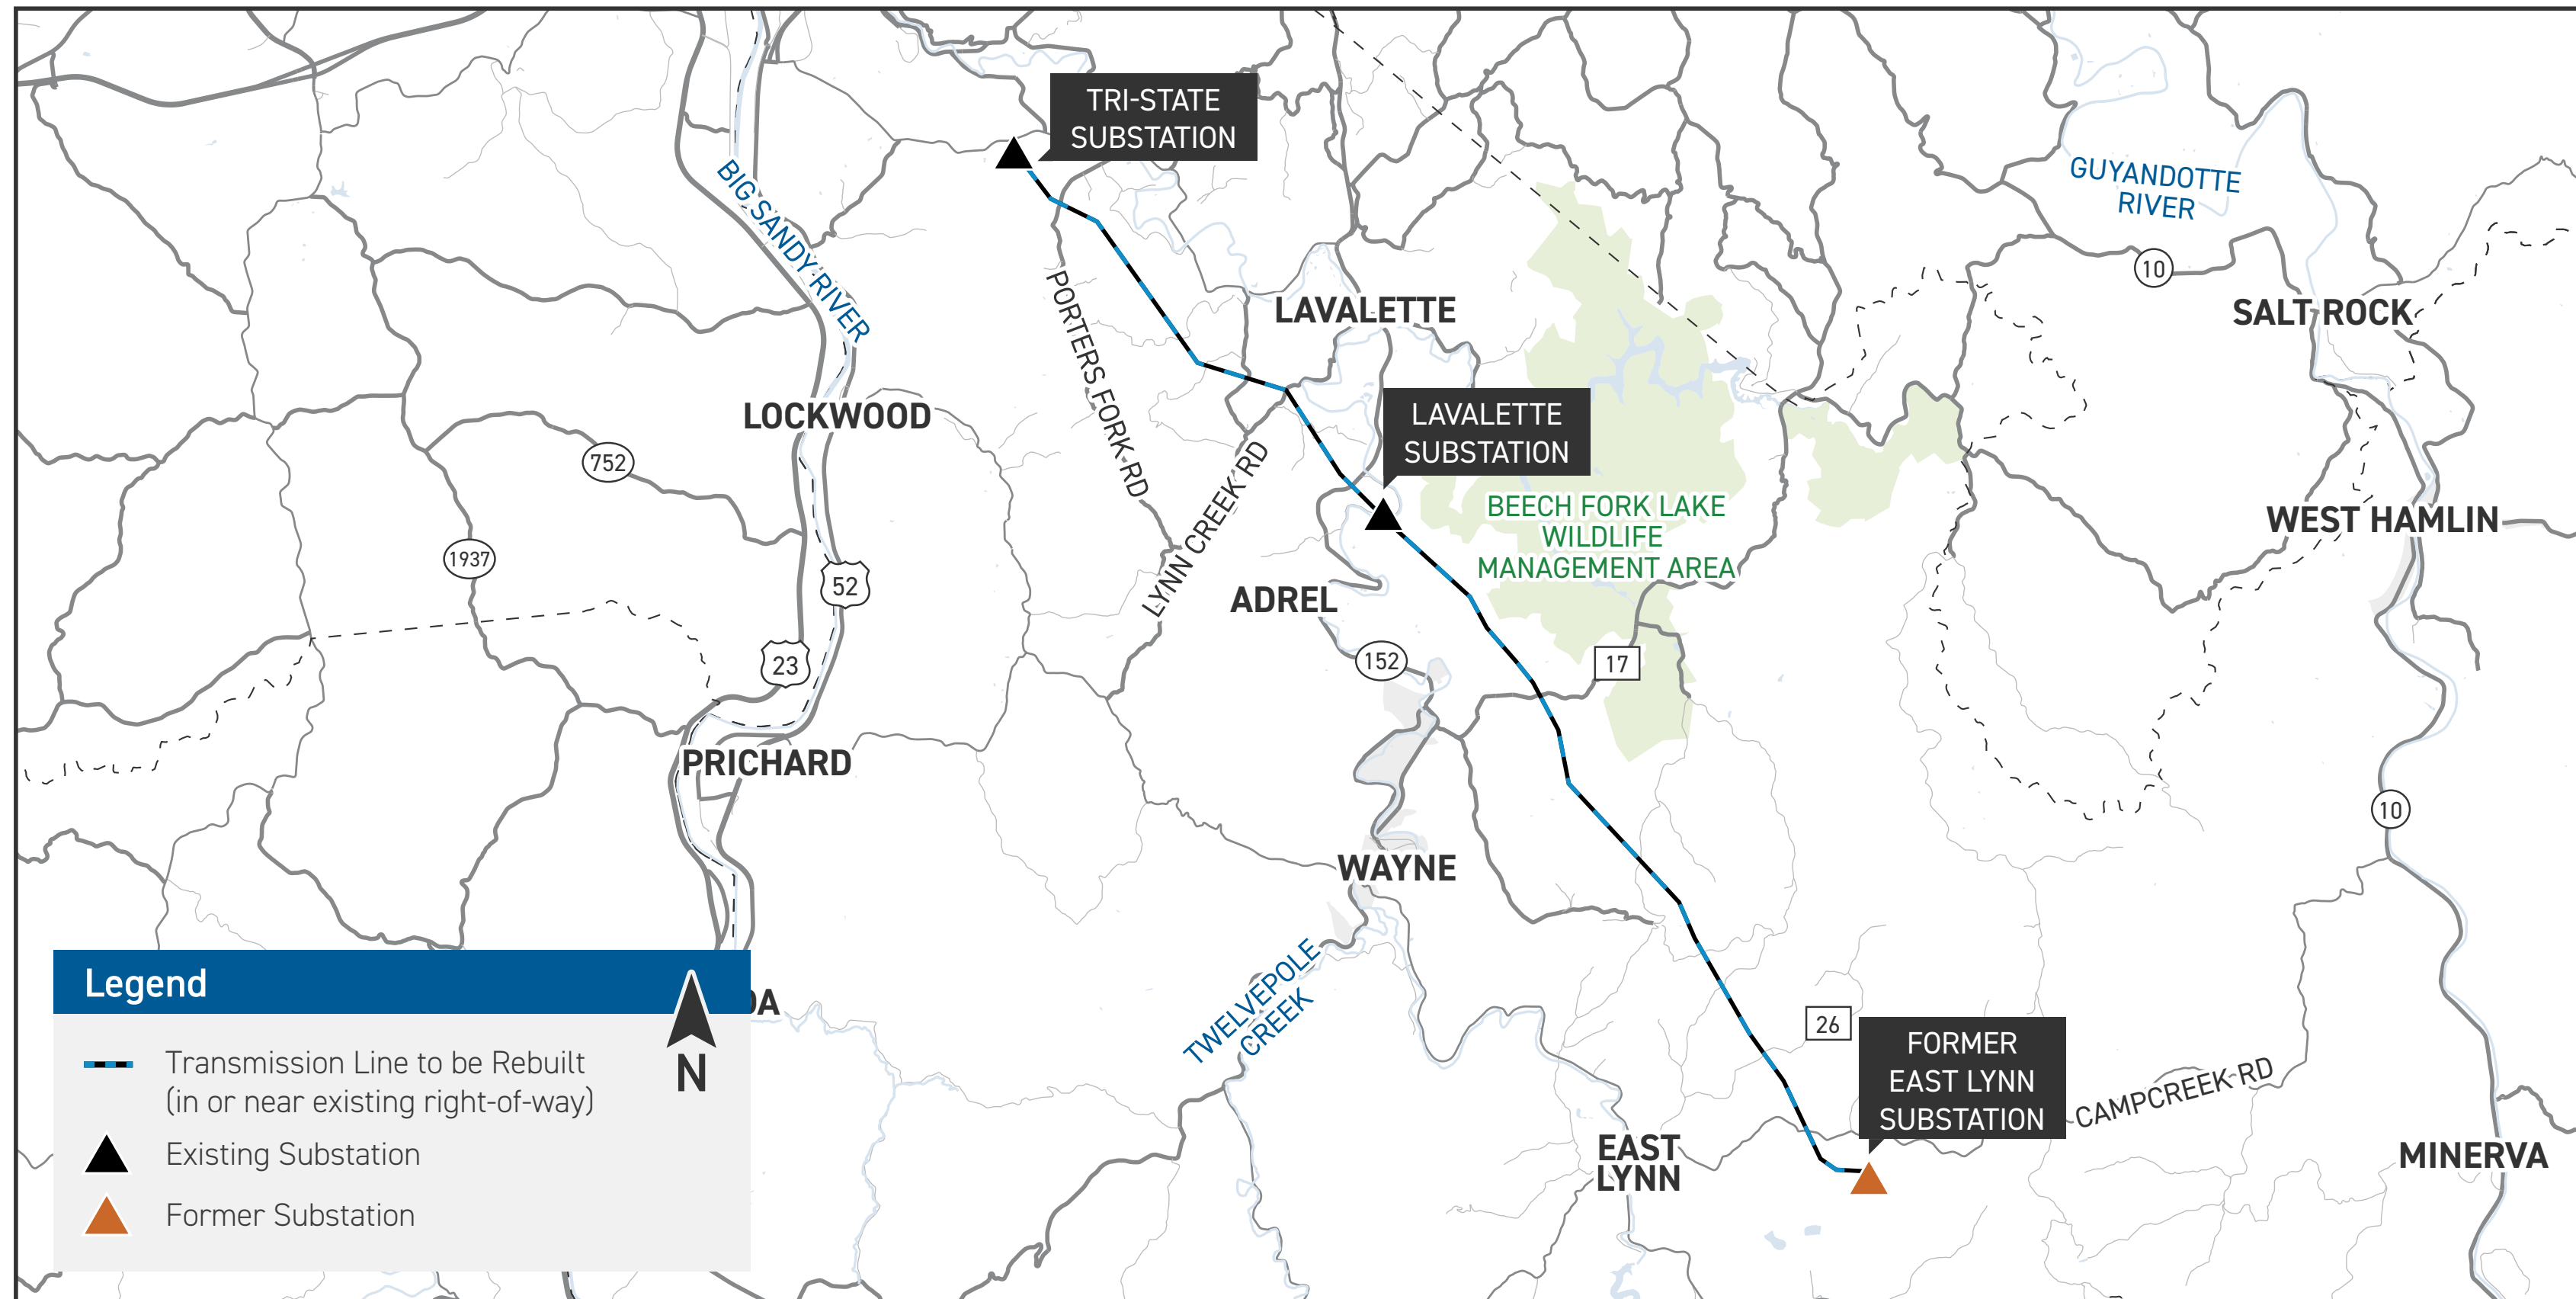 TRI-STATE
SUBSTATION
GUYANDOTTE
RIVER
BIG SANDY RIVER
10
PORTERS FORK RD
LAVALETTE
SALT ROCK
LOCKWOOD
LAVALETTE
SUBSTATION
752
LYNN CREEK RD
BEECH FORK LAKE
WILDLIFE
MANAGEMENT AREA
WEST HAMLIN
1937
52
ADREL
23
152
17
PRICHARD
10
WAYNE
TWELVEPOLE
CREEK
Legend
DA
N
Transmission Line to be Rebuilt
(in or near existing right-of-way)
Existing Substation
Former Substation
26
FORMER
EAST LYNN
SUBSTATION
CAMPCREEK RD
EAST
LYNN
MINERVA